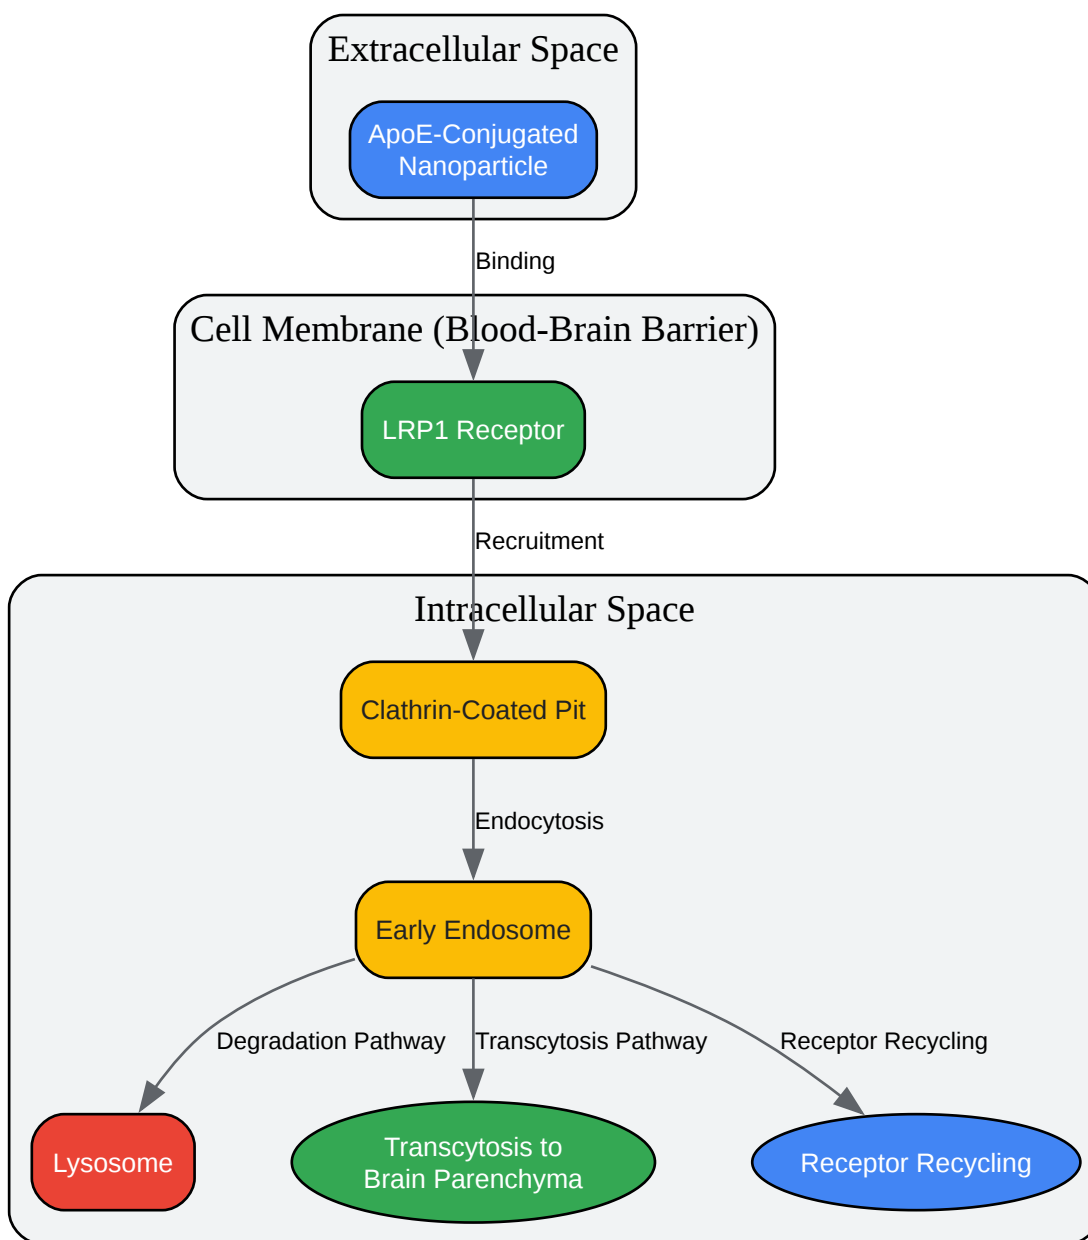 Extracellular Space
ApoE-Conjugated
Nanoparticle
Binding
Cell Membrane (Blood-Brain Barrier)
LRP1 Receptor
Recruitment
Intracellular Space
Clathrin-Coated Pit
Endocytosis
Early Endosome
Degradation Pathway
Transcytosis Pathway
Receptor Recycling
Lysosome
Transcytosis to
Brain Parenchyma
Receptor Recycling